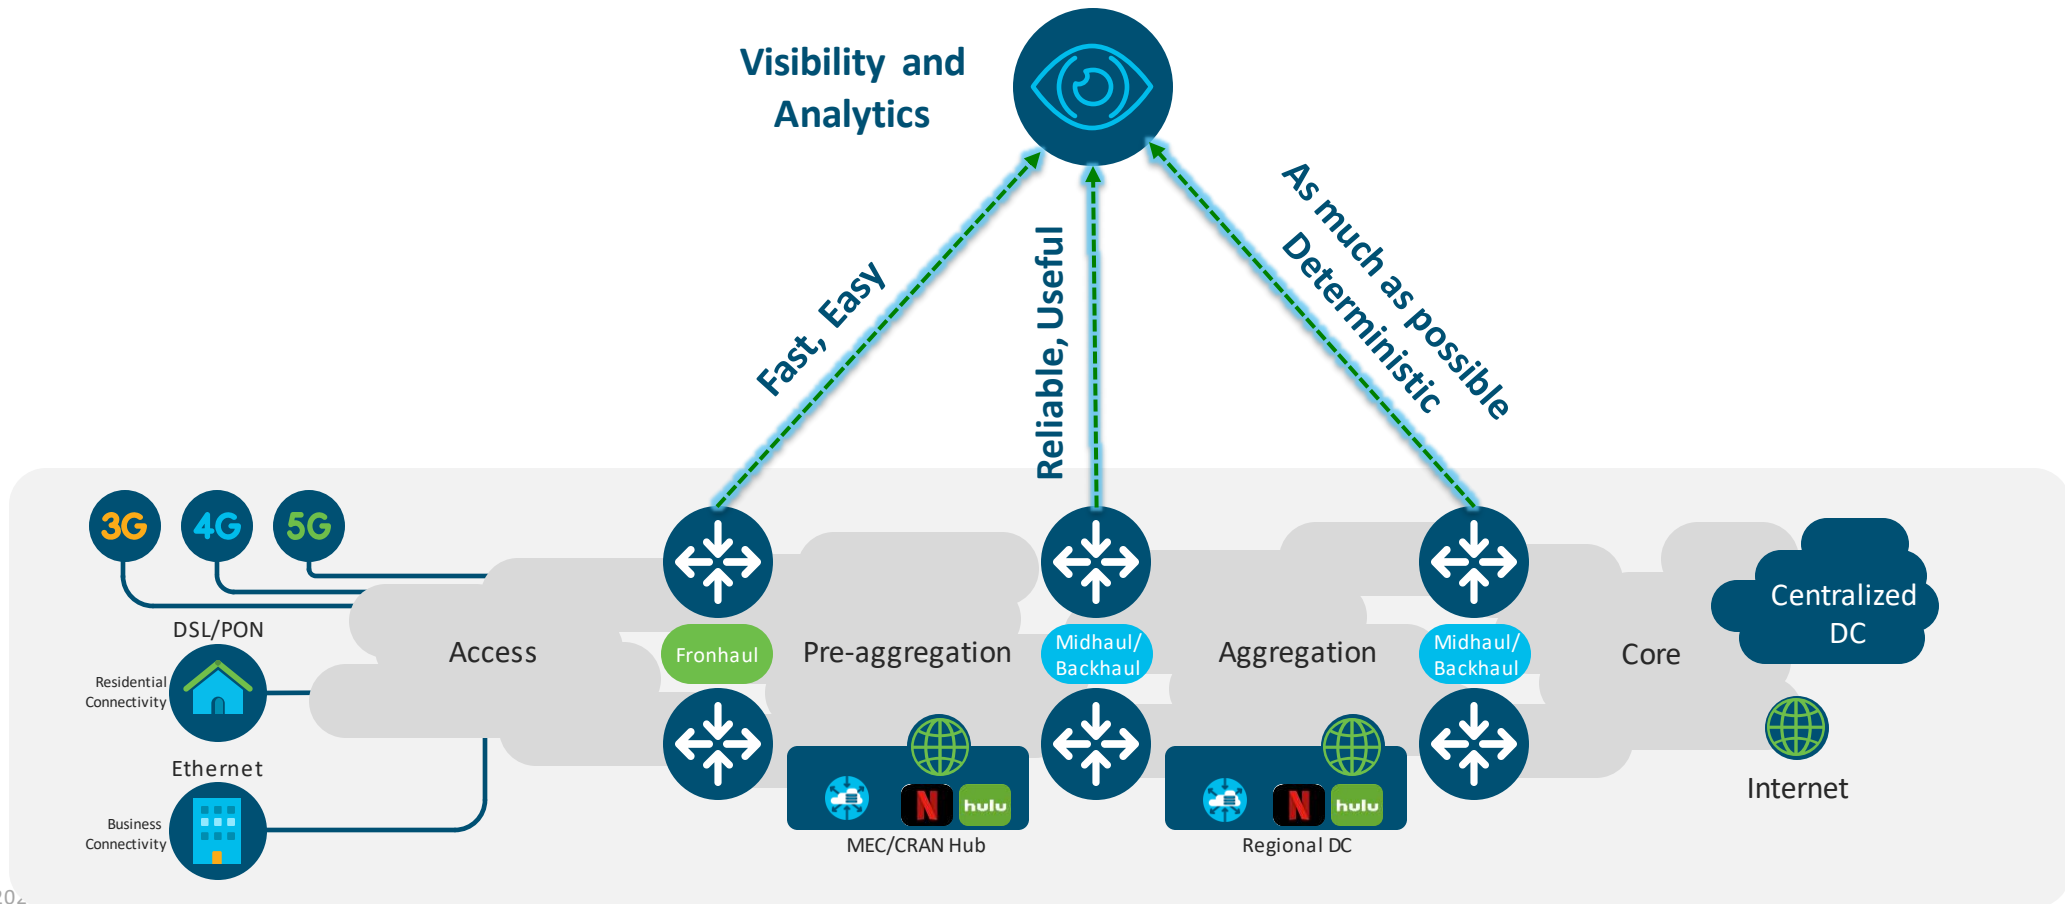 Visibility and
Analytics
Fast, Easy
Reliable, Useful
As much as possible
Deterministic
3G
4G
5G
DSL/PON
Residential
Connectivity
Ethernet
Business
Connectivity
Access
Fronhaul
Pre-aggregation
Midhaul/
Backhaul
Aggregation
Midhaul/
Backhaul
Core
Centralized
DC
Internet
N
hulu
MEC/CRAN Hub
N
hulu
Regional DC